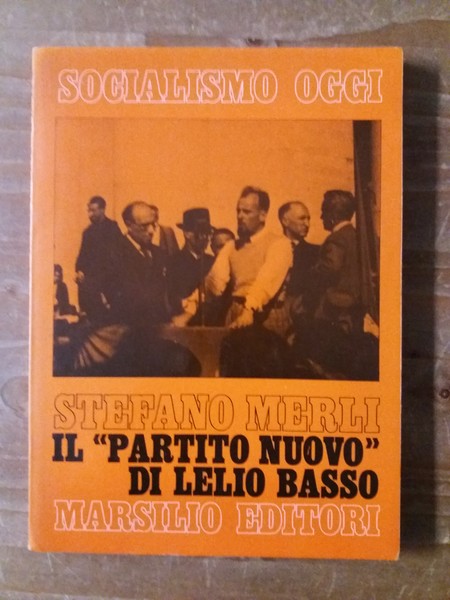 SOCIALISMO OGGI
STEFANO MERLI
IL “PARTITO NUOVO”
DI LELIO BASSO
MARSILIO EDITORI